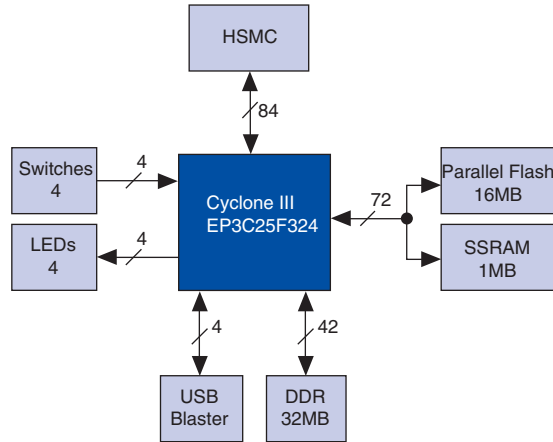 HSMC
84
Switches
4
4
LEDs
4
4
Cyclone III
EP3C25F324
72
Parallel Flash
16MB
SSRAM
1MB
4
42
USB
Blaster
DDR
32MB